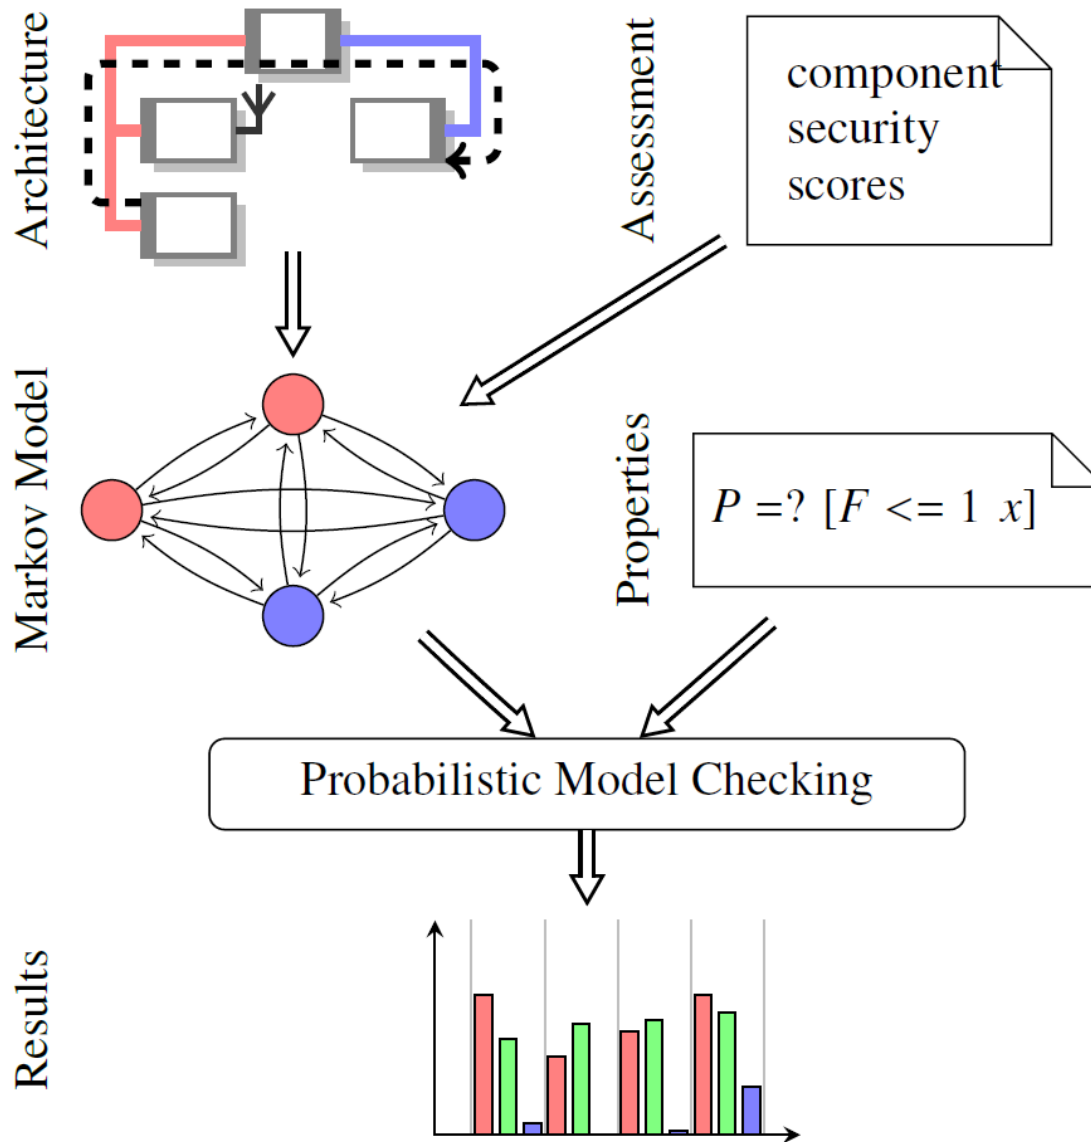 Architecture
Assessment
component
security
scores
Markov Model
Properties
P =? [F <= 1 x]
Probabilistic Model Checking
Results